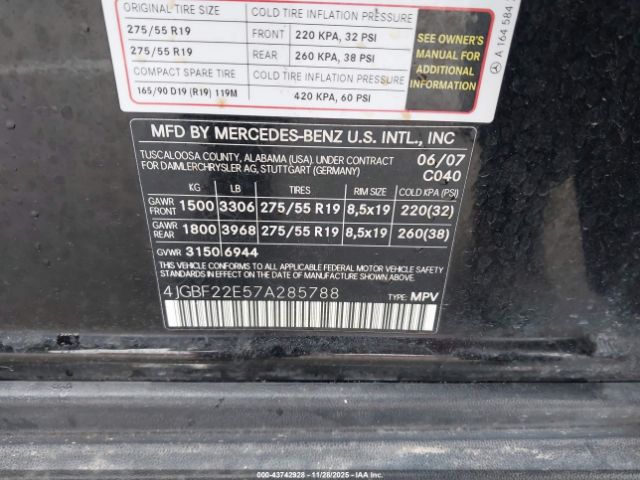 ORIGINAL TIRE SIZE COLD TIRE INFLATION PRESSURE
275/55 R19 FRONT 220 KPA, 32 PSI
275/55 R19 REAR 260 KPA, 38 PSI
COMPACT SPARE TIRE COLD TIRE INFLATION PRESSURE
165/90 D19 (R19) 119M 420 KPA, 60 PSI
SEE OWNER'S
MANUAL FOR
ADDITIONAL
INFORMATION
A 164 584
MFD BY MERCEDES-BENZ U.S. INTL., INC
TUSCALOOSA COUNTY, ALABAMA (USA). UNDER CONTRACT 06/07
FOR DAIMLERCHRYSLER AG, STUTTGART (GERMANY) C040
KG LB TIRES RIM SIZE COLD KPA (PSI)
GAWR FRONT 1500 3306 275/55 R19 8,5x19 220(32)
GAWR REAR 1800 3968 275/55 R19 8,5x19 260(38)
GVWR 3150 6944
THIS VEHICLE CONFORMS TO ALL APPLICABLE FEDERAL MOTOR VEHICLE SAFETY
STANDARDS IN EFFECT ON THE DATE OF MANUFACTURE SHOWN ABOVE.
4JGBF22E57A285788
TYPE: MPV
000-43742928 - 11/28/2025 - IAAI.com